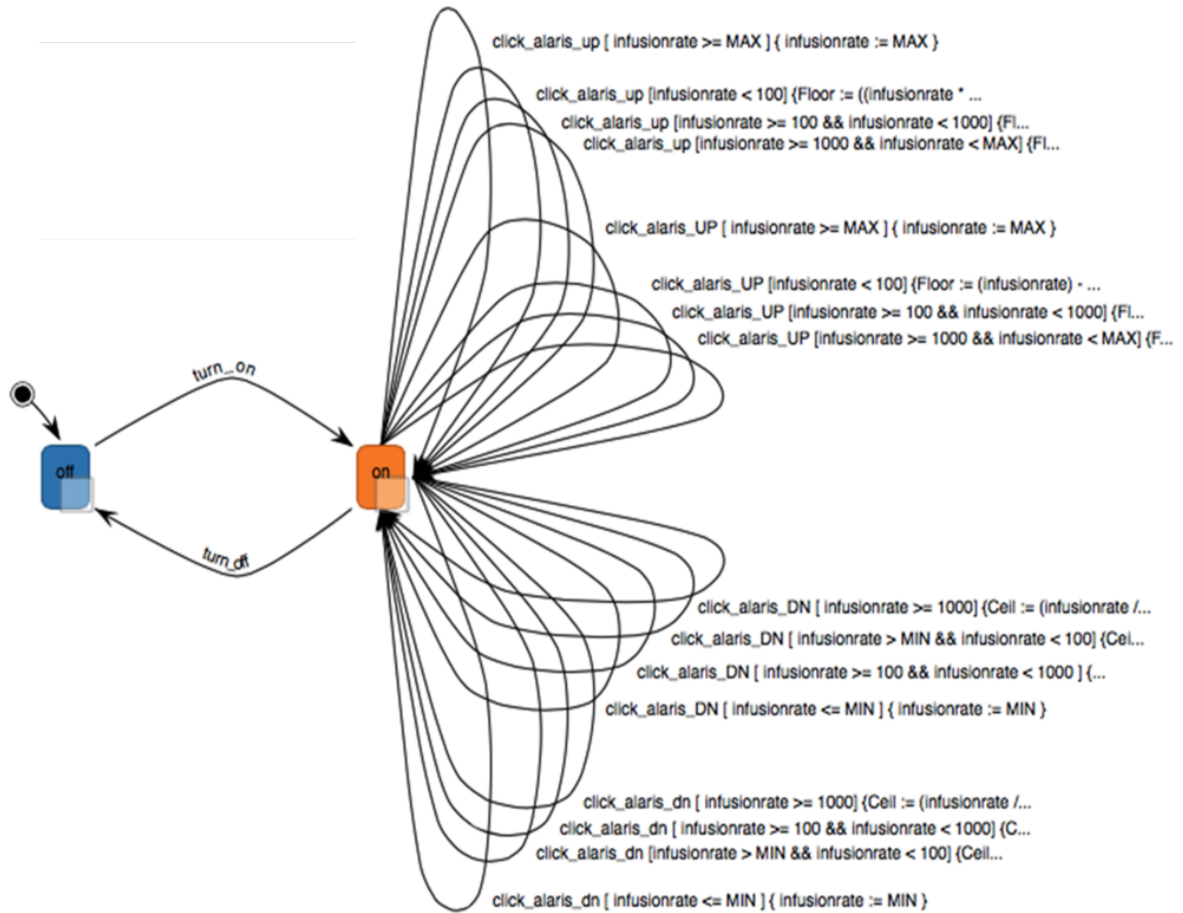 click_alaris_up [ infusionrate >= MAX ] { infusionrate := MAX }
click_alaris_up [infusionrate < 100] {Floor := ((infusionrate * ...
click_alaris_up [infusionrate >= 100 && infusionrate < 1000] {Fl...
click_alaris_up [infusionrate >= 1000 && infusionrate < MAX] {Fl...
click_alaris_UP [ infusionrate >= MAX ] { infusionrate := MAX }
click_alaris_UP [infusionrate < 100] {Floor := (infusionrate) - ...
click_alaris_UP [infusionrate >= 100 && infusionrate < 1000] {Fl...
click_alaris_UP [infusionrate >= 1000 && infusionrate < MAX] {F...
turn_on
off
on
turn_off
click_alaris_DN [ infusionrate >= 1000] {Ceil := (infusionrate /...
click_alaris_DN [ infusionrate > MIN && infusionrate < 100] {Cei...
click_alaris_DN [ infusionrate >= 100 && infusionrate < 1000 ] {...
click_alaris_DN [ infusionrate <= MIN ] { infusionrate := MIN }
click_alaris_dn [ infusionrate >= 1000] {Ceil := (infusionrate /...
click_alaris_dn [ infusionrate >= 100 && infusionrate < 1000] {C...
click_alaris_dn [infusionrate > MIN && infusionrate < 100] {Ceil...
click_alaris_dn [ infusionrate <= MIN ] { infusionrate := MIN }